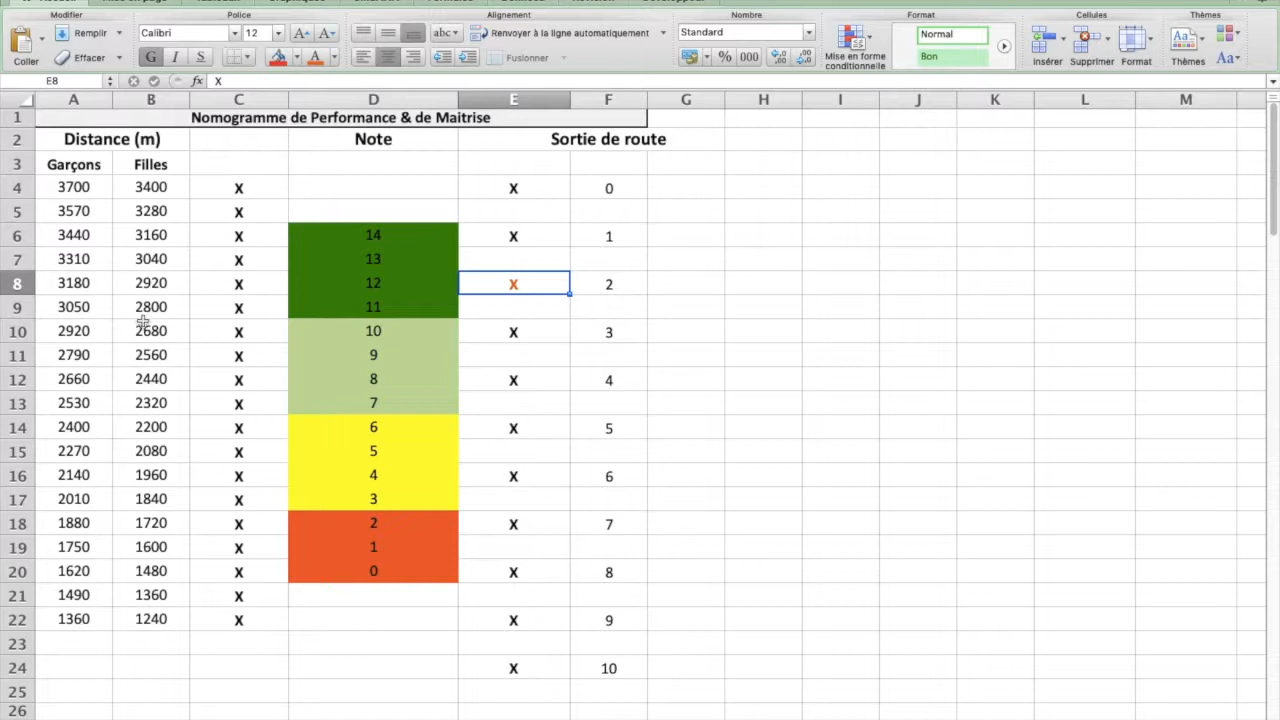 Modifier Police Alignement Nombre Format Cellules Thèmes
Remplir Calibri 12 A A abc Renvoyer à la ligne automatiquement Standard Normal
Coller Effacer G I S A Fusionner % 000 Mise en forme conditionnelle Bon Insérer Supprimer Format Thèmes Aa
E8 fx X
A B C D E F G H I J K L M
1 Nomogramme de Performance & de Maitrise
2 Distance (m) Note Sortie de route
3 Garçons Filles
4 3700 3400 X X 0
5 3570 3280 X
6 3440 3160 X 14 X 1
7 3310 3040 X 13
8 3180 2920 X 12 X 2
9 3050 2800 X 11
10 2920 2680 X 10 X 3
11 2790 2560 X 9
12 2660 2440 X 8 X 4
13 2530 2320 X 7
14 2400 2200 X 6 X 5
15 2270 2080 X 5
16 2140 1960 X 4 X 6
17 2010 1840 X 3
18 1880 1720 X 2 X 7
19 1750 1600 X 1
20 1620 1480 X 0 X 8
21 1490 1360 X
22 1360 1240 X X 9
23
24 X 10
25
26